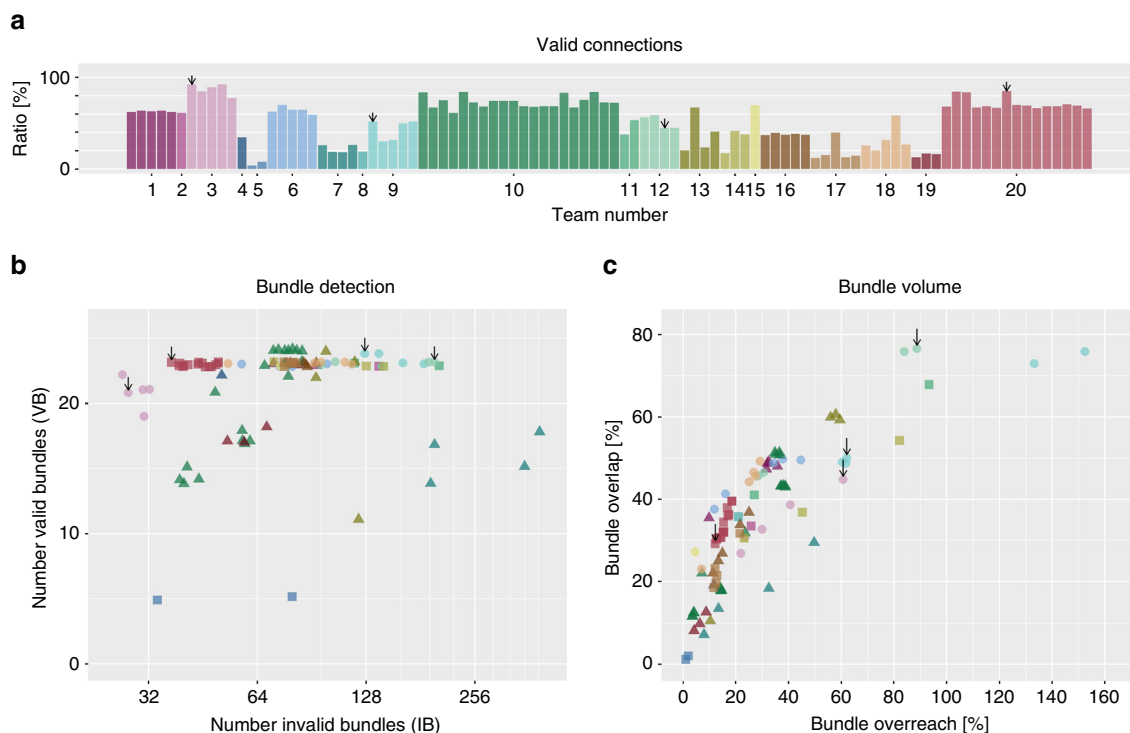 a
Valid connections
100
0
Ratio [%]
1 2 3 4 5 6 7 8 9 10 11 12 13 14 15 16 17 18 19 20
Team number
b
Bundle detection
20
10
0
Number valid bundles (VB)
32 64 128 256
Number invalid bundles (IB)
c
Bundle volume
80
60
40
20
0
Bundle overlap [%]
0 20 40 60 80 100 120 140 160
Bundle overreach [%]